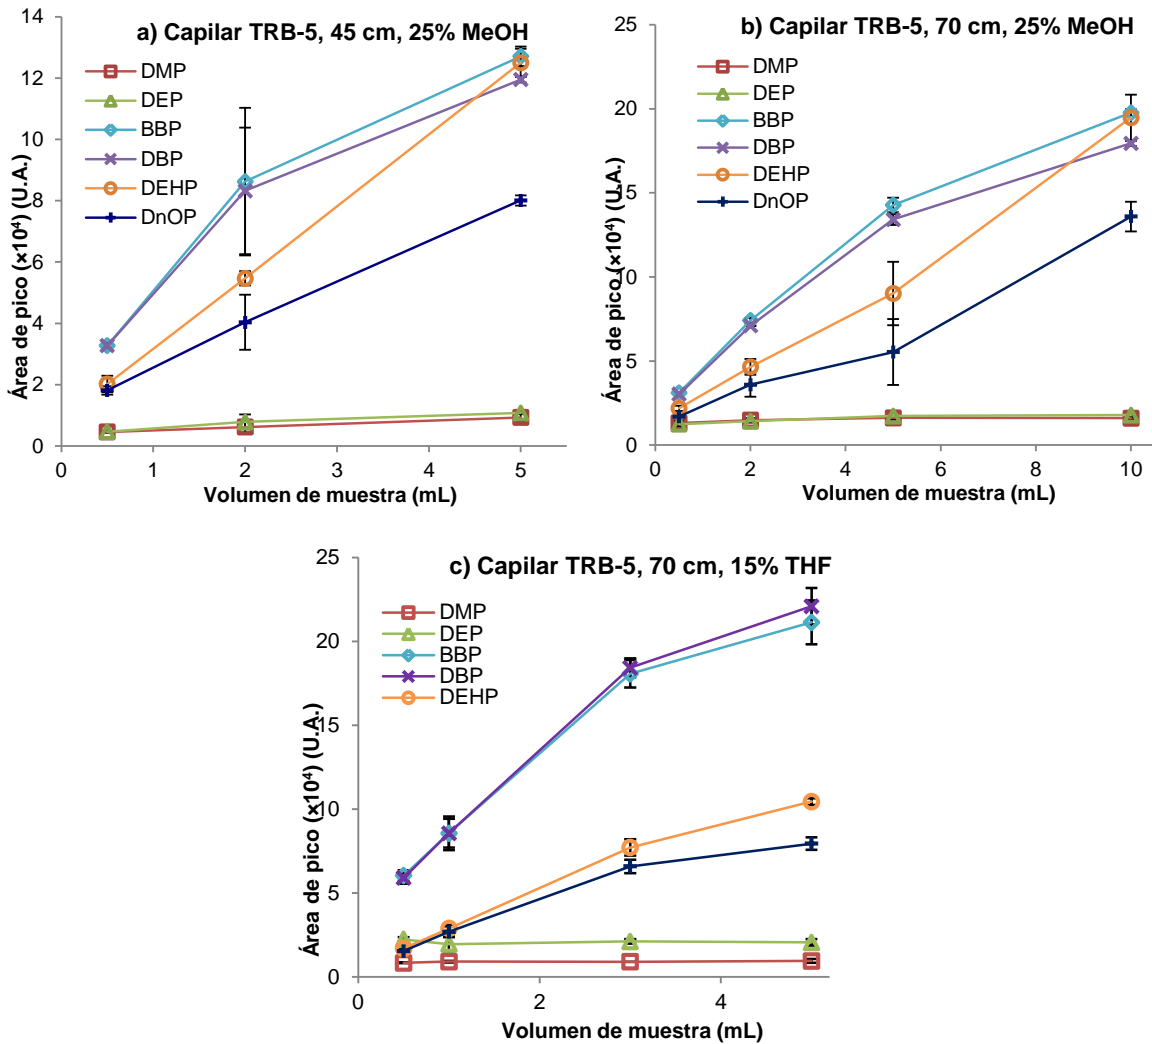 a) Capilar TRB-5, 45 cm, 25% MeOH
DMP
DEP
BBP
DBP
DEHP
DnOP
Área de pico (×10⁴) (U.A.)
14
12
10
8
6
4
2
0
0 1 2 3 4 5
Volumen de muestra (mL)
b) Capilar TRB-5, 70 cm, 25% MeOH
DMP
DEP
BBP
DBP
DEHP
DnOP
Área de pico (×10⁴) (U.A.)
25
20
15
10
5
0
0 2 4 6 8 10
Volumen de muestra (mL)
c) Capilar TRB-5, 70 cm, 15% THF
DMP
DEP
BBP
DBP
DEHP
Área de pico (×10⁴) (U.A.)
25
20
15
10
5
0
0 2 4
Volumen de muestra (mL)